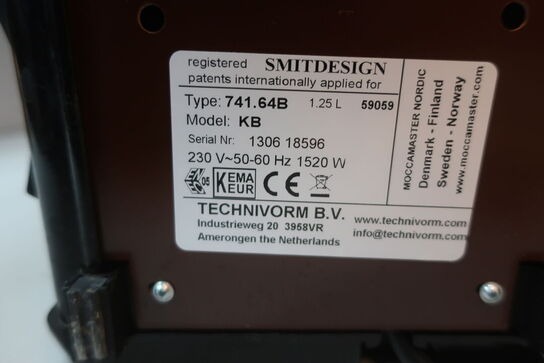 registered SMITDESIGN
patents internationally applied for
Type: 741.64B 1.25 L 59059
Model: KB
Serial Nr: 1306 18596
230 V~50-60 Hz 1520 W
05 KEMA KEUR CE
TECHNIVORM B.V.
Industrieweg 20 3958VR
Amerongen the Netherlands
www.technivorm.com
info@technivorm.com
MOCCAMASTER NORDIC
Denmark - Finland
Sweden - Norway
www.moccamaster.com